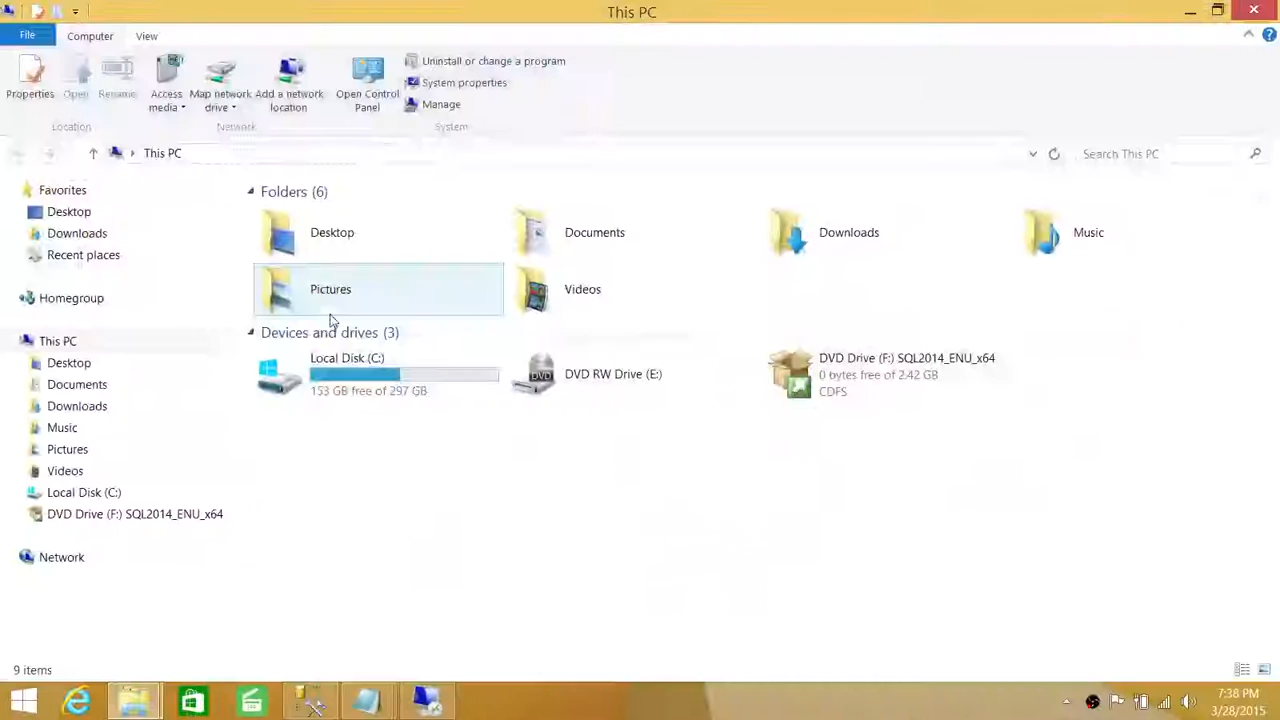 This PC
File
Computer
View
Properties
Open
Rename
Access media
Map network drive
Add a network location
Open Control Panel
Uninstall or change a program
System properties
Manage
Location
Network
System
This PC
Search This PC
Favorites
Desktop
Downloads
Recent places
Homegroup
This PC
Desktop
Documents
Downloads
Music
Pictures
Videos
Local Disk (C:)
DVD Drive (F:) SQL2014_ENU_x64
Network
Folders (6)
Desktop
Documents
Downloads
Music
Pictures
Videos
Devices and drives (3)
Local Disk (C:)
153 GB free of 297 GB
DVD RW Drive (E:)
DVD Drive (F:) SQL2014_ENU_x64
0 bytes free of 2.42 GB
CDFS
9 items
7:38 PM
3/28/2015